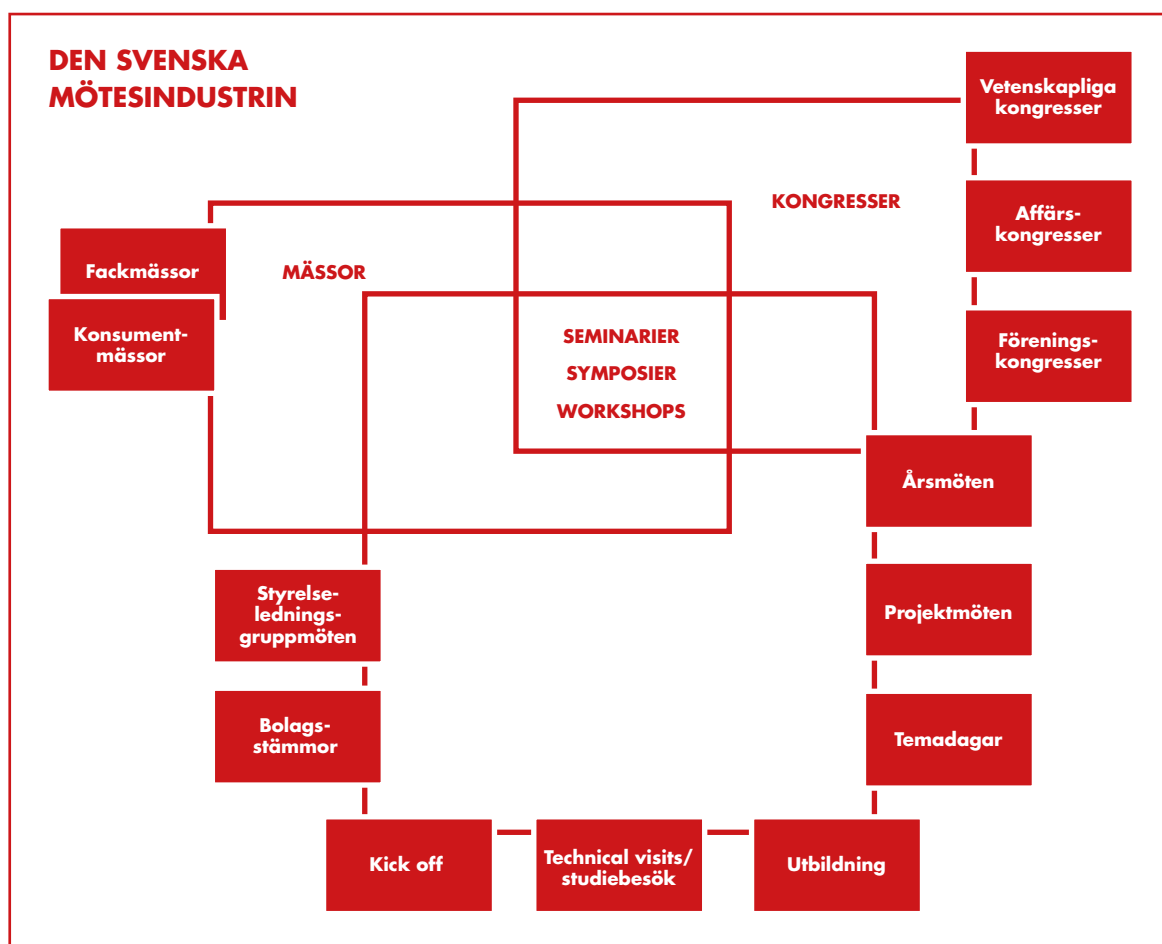 DEN SVENSKA
MÖTESINDUSTRIN
Vetenskapliga
kongresser
KONGRESSER
Affärs-
kongresser
Fackmässor
MÄSSOR
Konsument-
mässor
SEMINARIER
SYMPOSIER
WORKSHOPS
Förenings-
kongresser
Årsmöten
Styrelse-
lednings-
gruppmöten
Projektmöten
Bolags-
stämmor
Temadagar
Kick off
Technical visits/
studiebesök
Utbildning